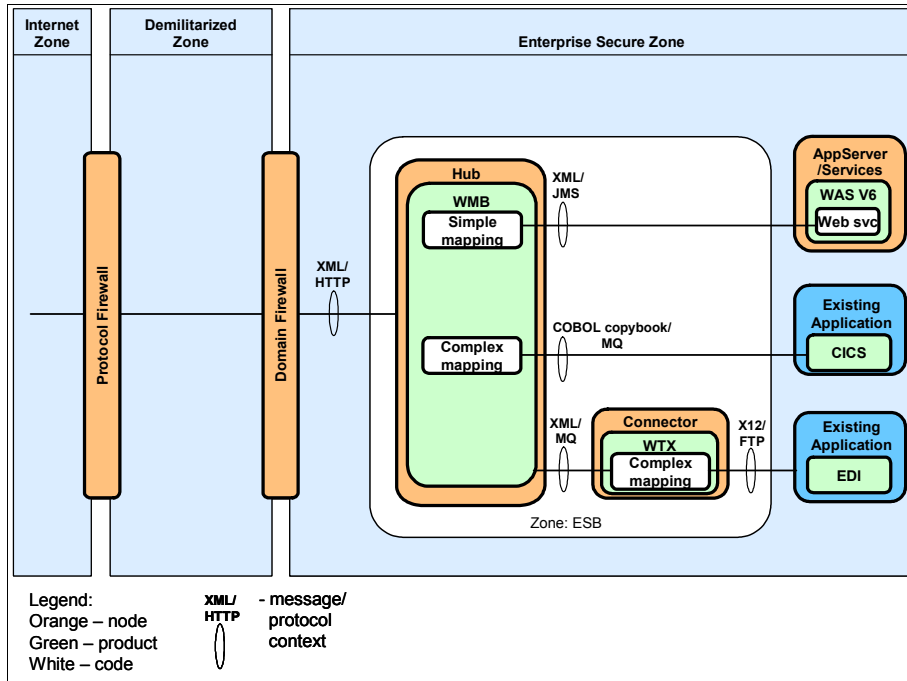 Internet
Zone
Demilitarized
Zone
Enterprise Secure Zone
Protocol Firewall
Domain Firewall
XML/
HTTP
Hub
WMB
Simple
mapping
Complex
mapping
XML/
JMS
AppServer
/Services
WAS V6
Web svc
COBOL copybook/
MQ
Existing
Application
CICS
XML/
MQ
Connector
WTX
Complex
mapping
X12/
FTP
Existing
Application
EDI
Zone: ESB
Legend:
Orange – node
Green – product
White – code
XML/
HTTP
- message/
protocol
context